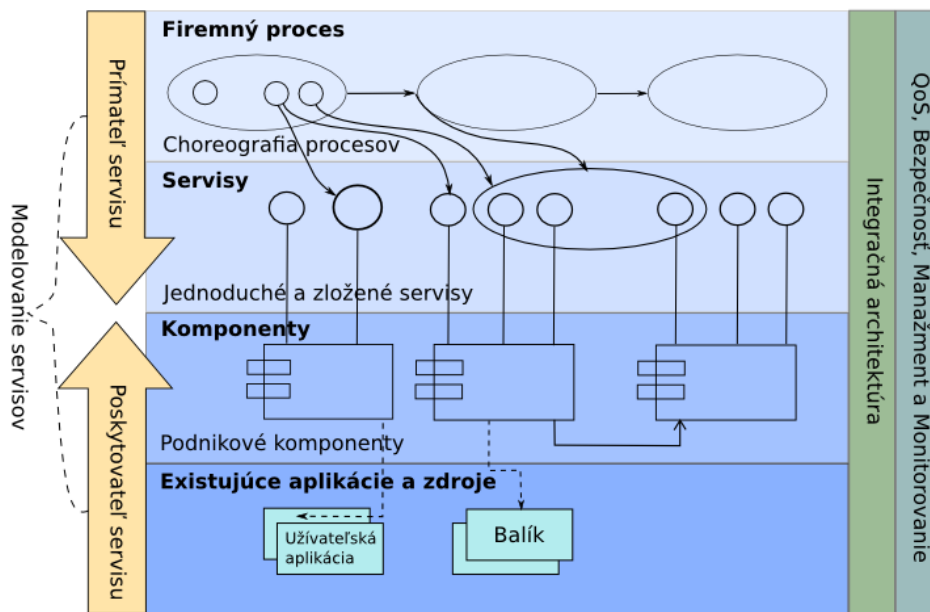 Firemný proces
Choreografia procesov
Servisy
Jednoduché a zložené servisy
Komponenty
Podnikové komponenty
Existujúce aplikácie a zdroje
Užívateľská
aplikácia
Balík
Modelovanie servisov
Prímateľ servisu
Poskytovateľ servisu
Integračná architektúra
QoS, Bezpečnosť, Manažment a Monitorovanie